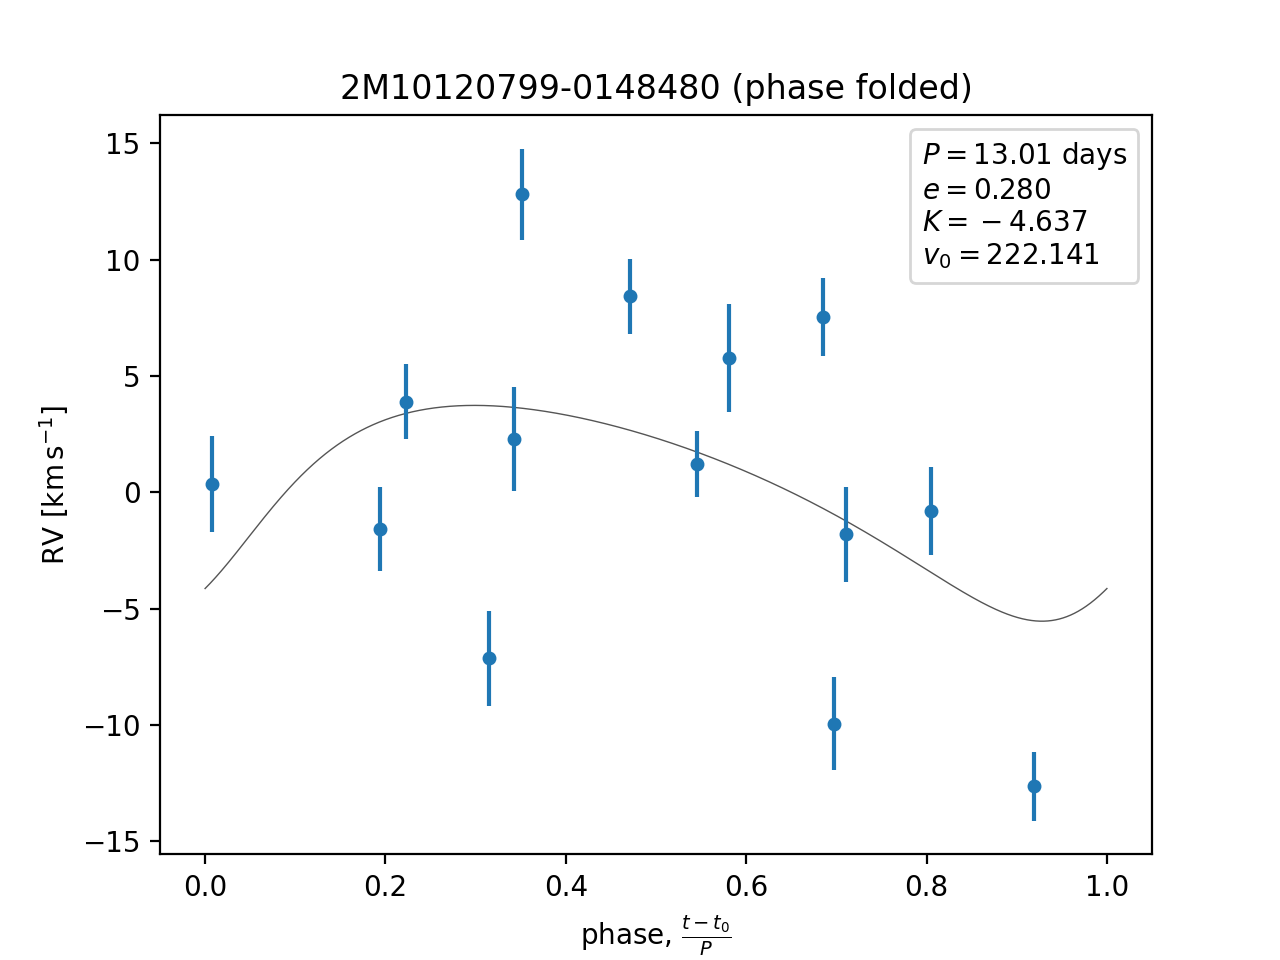 2M10120799-0148480 (phase folded)
P = 13.01 days
e = 0.280
K = −4.637
v₀ = 222.141
RV [km s⁻¹]
15
10
5
0
−5
−10
−15
0.0 0.2 0.4 0.6 0.8 1.0
phase, (t − t₀)/P